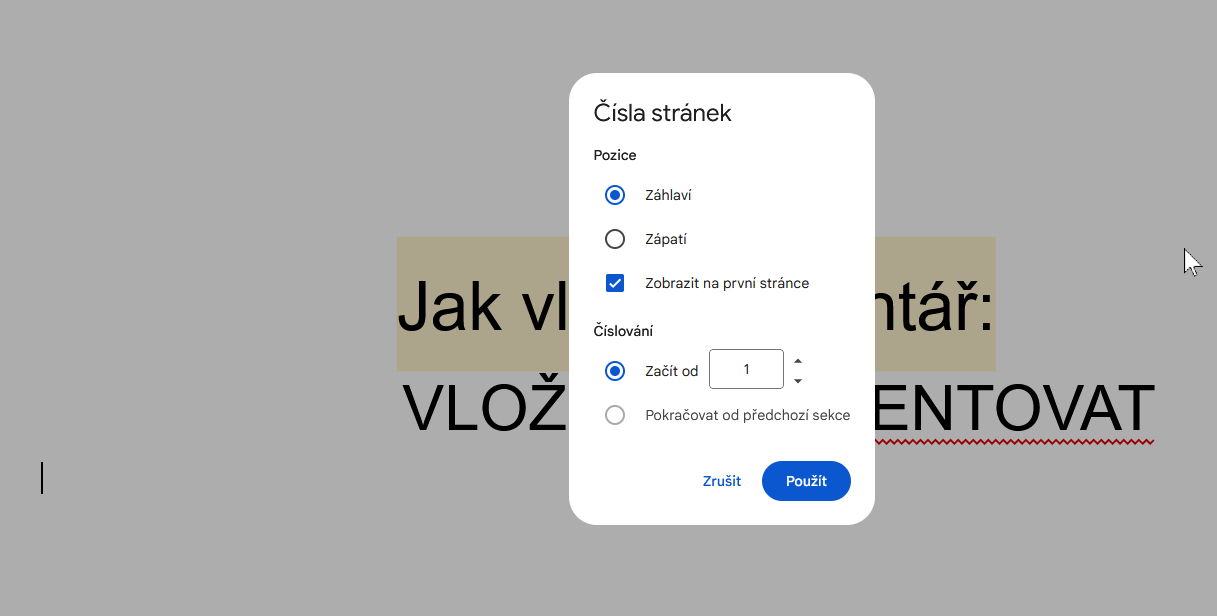 Čísla stránek
Pozice
Záhlaví
Zápatí
Zobrazit na první stránce
Jak vl ntář:
Číslování
Začít od 1
VLOŽ ENTOVAT
Pokračovat od předchozí sekce
Zrušit Použít